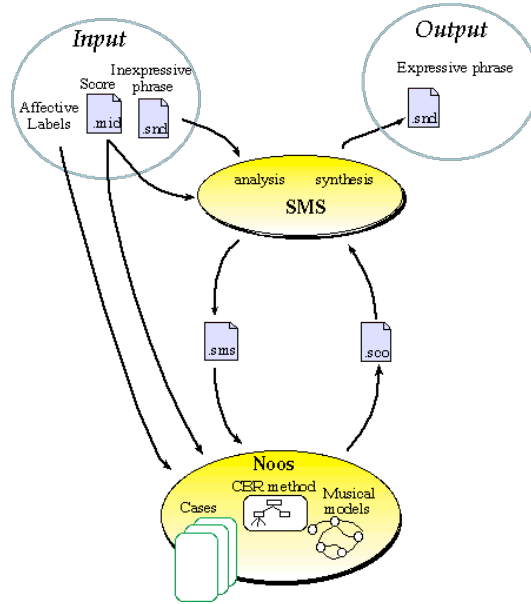 Input
Output
Score
Inexpressive
phrase
Affective
Labels
.mid
.snd
Expressive phrase
.snd
analysis synthesis
SMS
.sms
.sco
Noos
CBR method
Cases
Musical
models